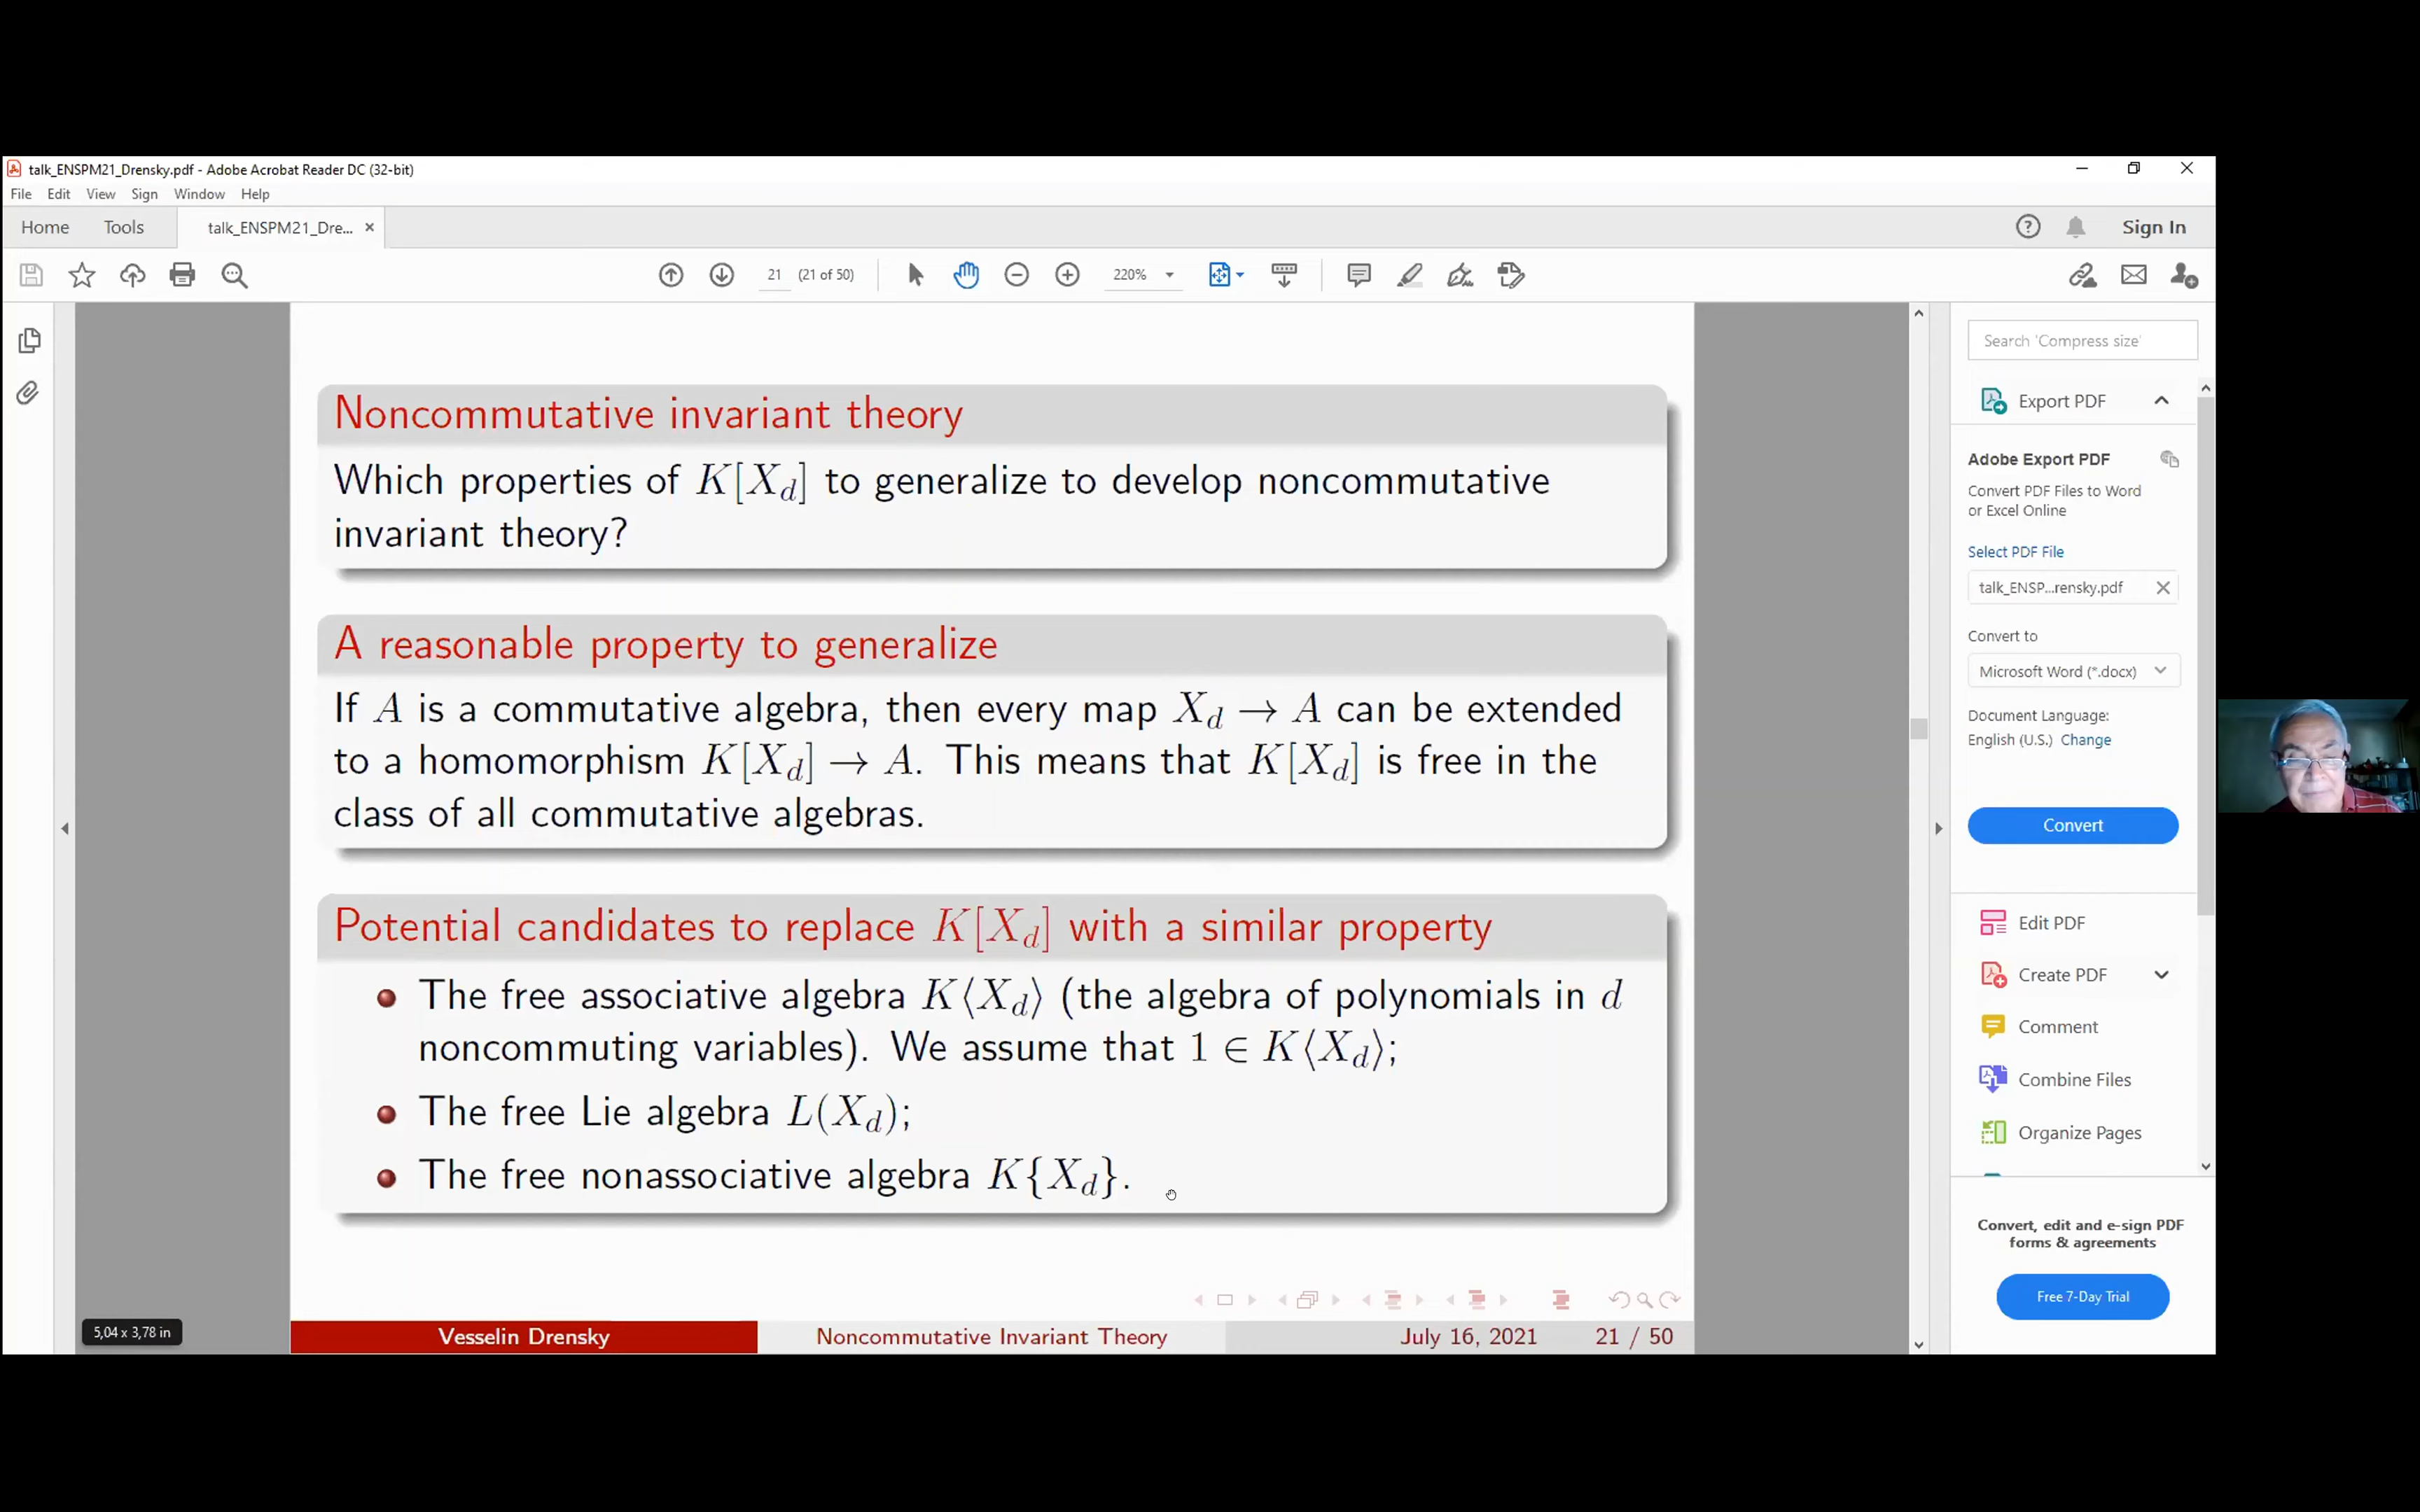 talk_ENSPM21_Drensky.pdf - Adobe Acrobat Reader DC (32-bit)
File Edit View Sign Window Help
Home Tools talk_ENSPM21_Dre... ×
Sign In
21 (21 of 50) 220%
Noncommutative invariant theory
Which properties of K[X_d] to generalize to develop noncommutative
invariant theory?
A reasonable property to generalize
If A is a commutative algebra, then every map X_d → A can be extended
to a homomorphism K[X_d] → A. This means that K[X_d] is free in the
class of all commutative algebras.
Potential candidates to replace K[X_d] with a similar property
The free associative algebra K⟨X_d⟩ (the algebra of polynomials in d
noncommuting variables). We assume that 1 ∈ K⟨X_d⟩;
The free Lie algebra L(X_d);
The free nonassociative algebra K{X_d}.
5,04 x 3,78 in
Vesselin Drensky Noncommutative Invariant Theory July 16, 2021 21 / 50
Search 'Compress size'
Export PDF
Adobe Export PDF
Convert PDF Files to Word
or Excel Online
Select PDF File
talk_ENSP...rensky.pdf
Convert to
Microsoft Word (*.docx)
Document Language:
English (U.S.) Change
Convert
Edit PDF
Create PDF
Comment
Combine Files
Organize Pages
Convert, edit and e-sign PDF
forms & agreements
Free 7-Day Trial